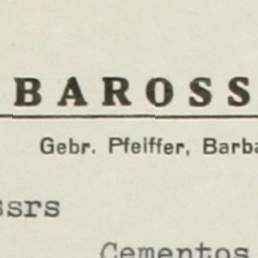 BAROSS
Gebr. Pfeiffer, Barba
ssrs
Cementos